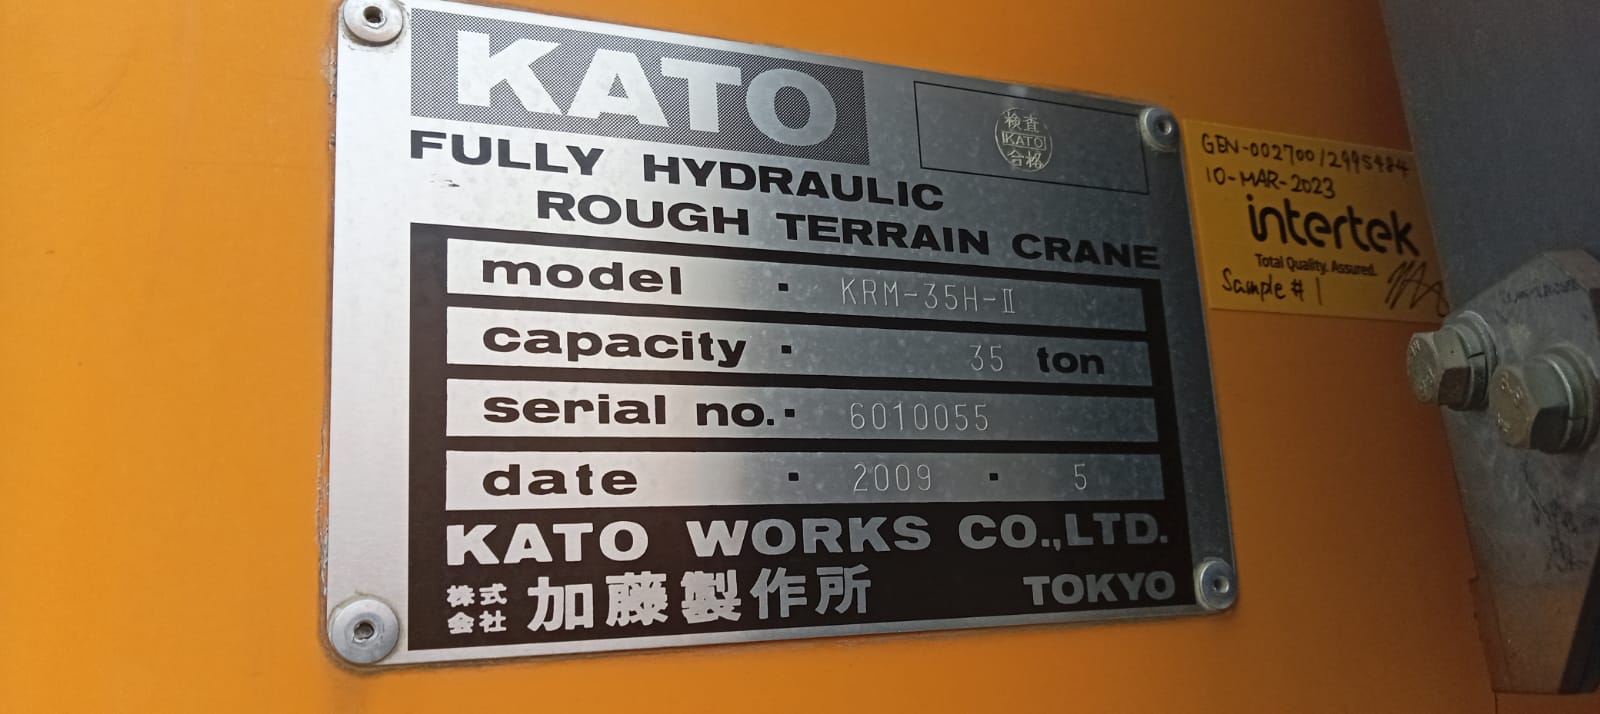 KATO
検査
KATO
合格
FULLY HYDRAULIC
ROUGH TERRAIN CRANE
model · KRM-35H-II
capacity · 35 ton
serial no. · 6010055
date · 2009 · 5
KATO WORKS CO.,LTD.
株式会社 加藤製作所 TOKYO
GEN-002700/2995484
10-MAR-2023
intertek
Total Quality. Assured.
Sample # 1